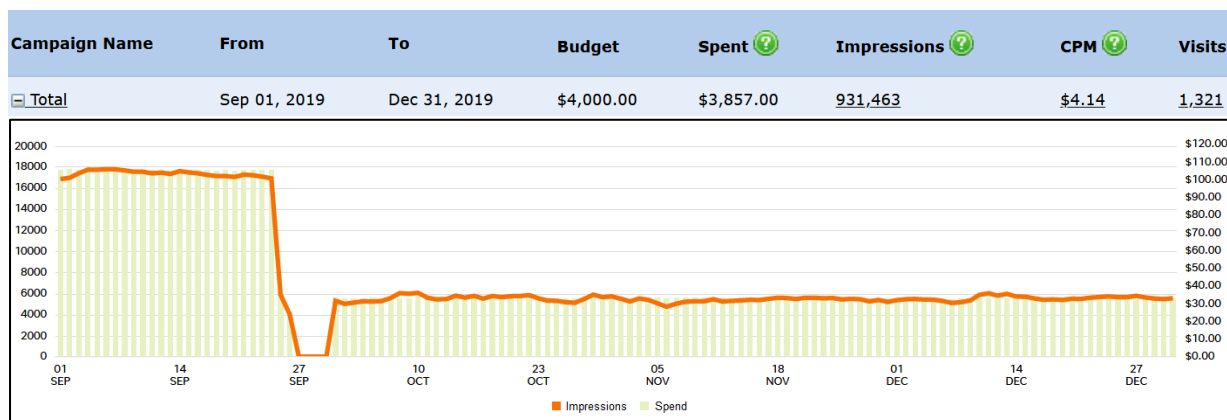 Campaign Name From To Budget Spent ? Impressions ? CPM ? Visits
Total Sep 01, 2019 Dec 31, 2019 $4,000.00 $3,857.00 931,463 $4.14 1,321
20000 $120.00
18000 $110.00
16000 $100.00
14000 $90.00
12000 $80.00
10000 $70.00
8000 $60.00
6000 $50.00
4000 $40.00
2000 $30.00
0 $20.00
$10.00
$0.00
01 14 27 10 23 05 18 01 14 27
SEP SEP SEP OCT OCT NOV NOV DEC DEC DEC
Impressions Spend